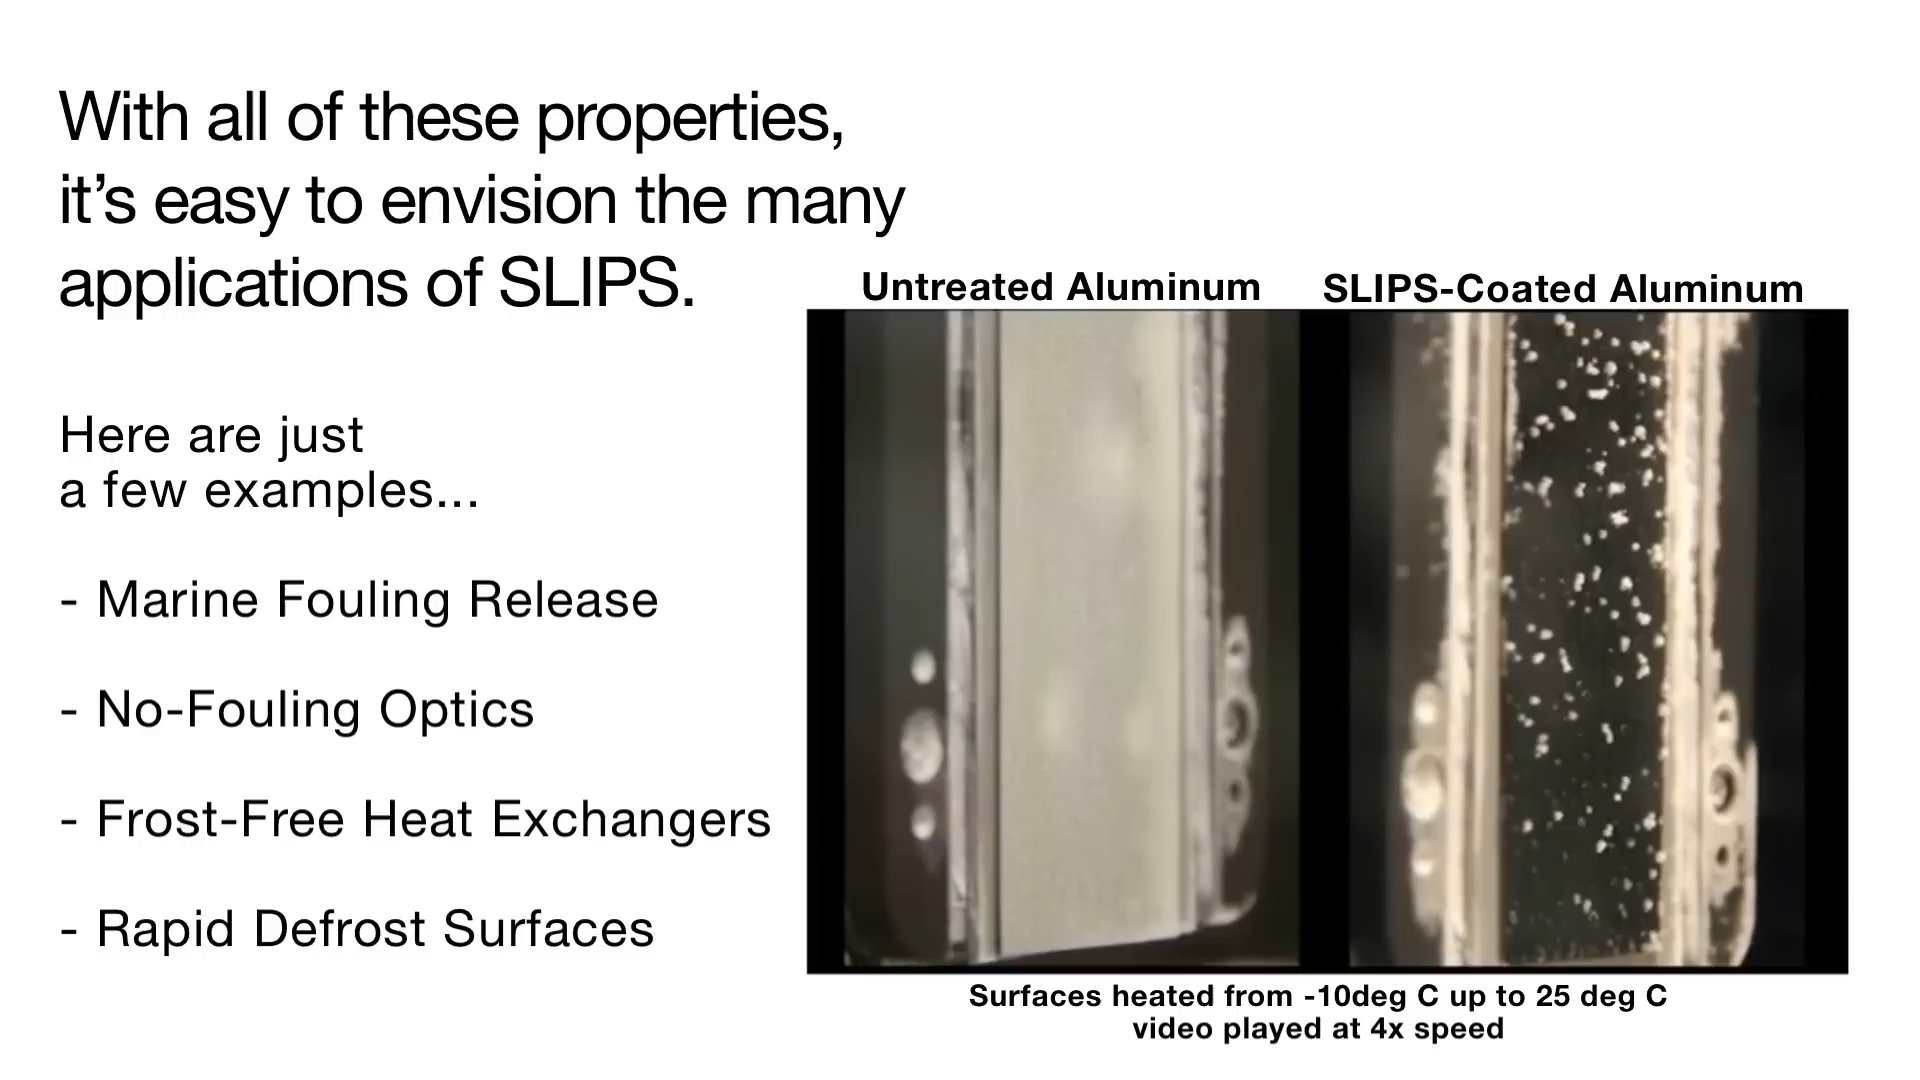 With all of these properties,
it’s easy to envision the many
applications of SLIPS.
Here are just
a few examples...
- Marine Fouling Release
- No-Fouling Optics
- Frost-Free Heat Exchangers
- Rapid Defrost Surfaces
Untreated Aluminum
SLIPS-Coated Aluminum
Surfaces heated from -10deg C up to 25 deg C
video played at 4x speed